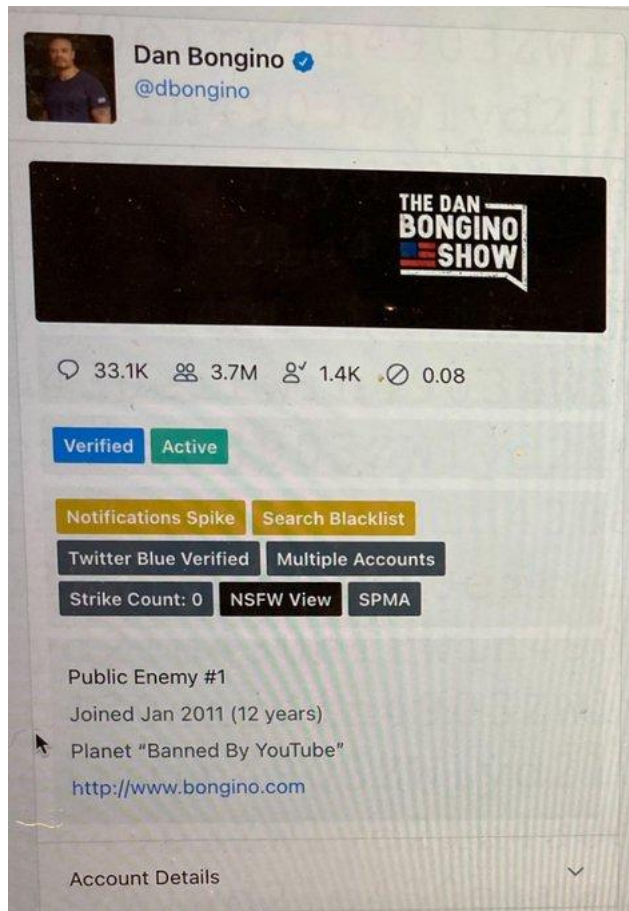 Dan Bongino
@dbongino
THE DAN
BONGINO
SHOW
33.1K 3.7M 1.4K 0.08
Verified Active
Notifications Spike Search Blacklist
Twitter Blue Verified Multiple Accounts
Strike Count: 0 NSFW View SPMA
Public Enemy #1
Joined Jan 2011 (12 years)
Planet “Banned By YouTube”
http://www.bongino.com
Account Details